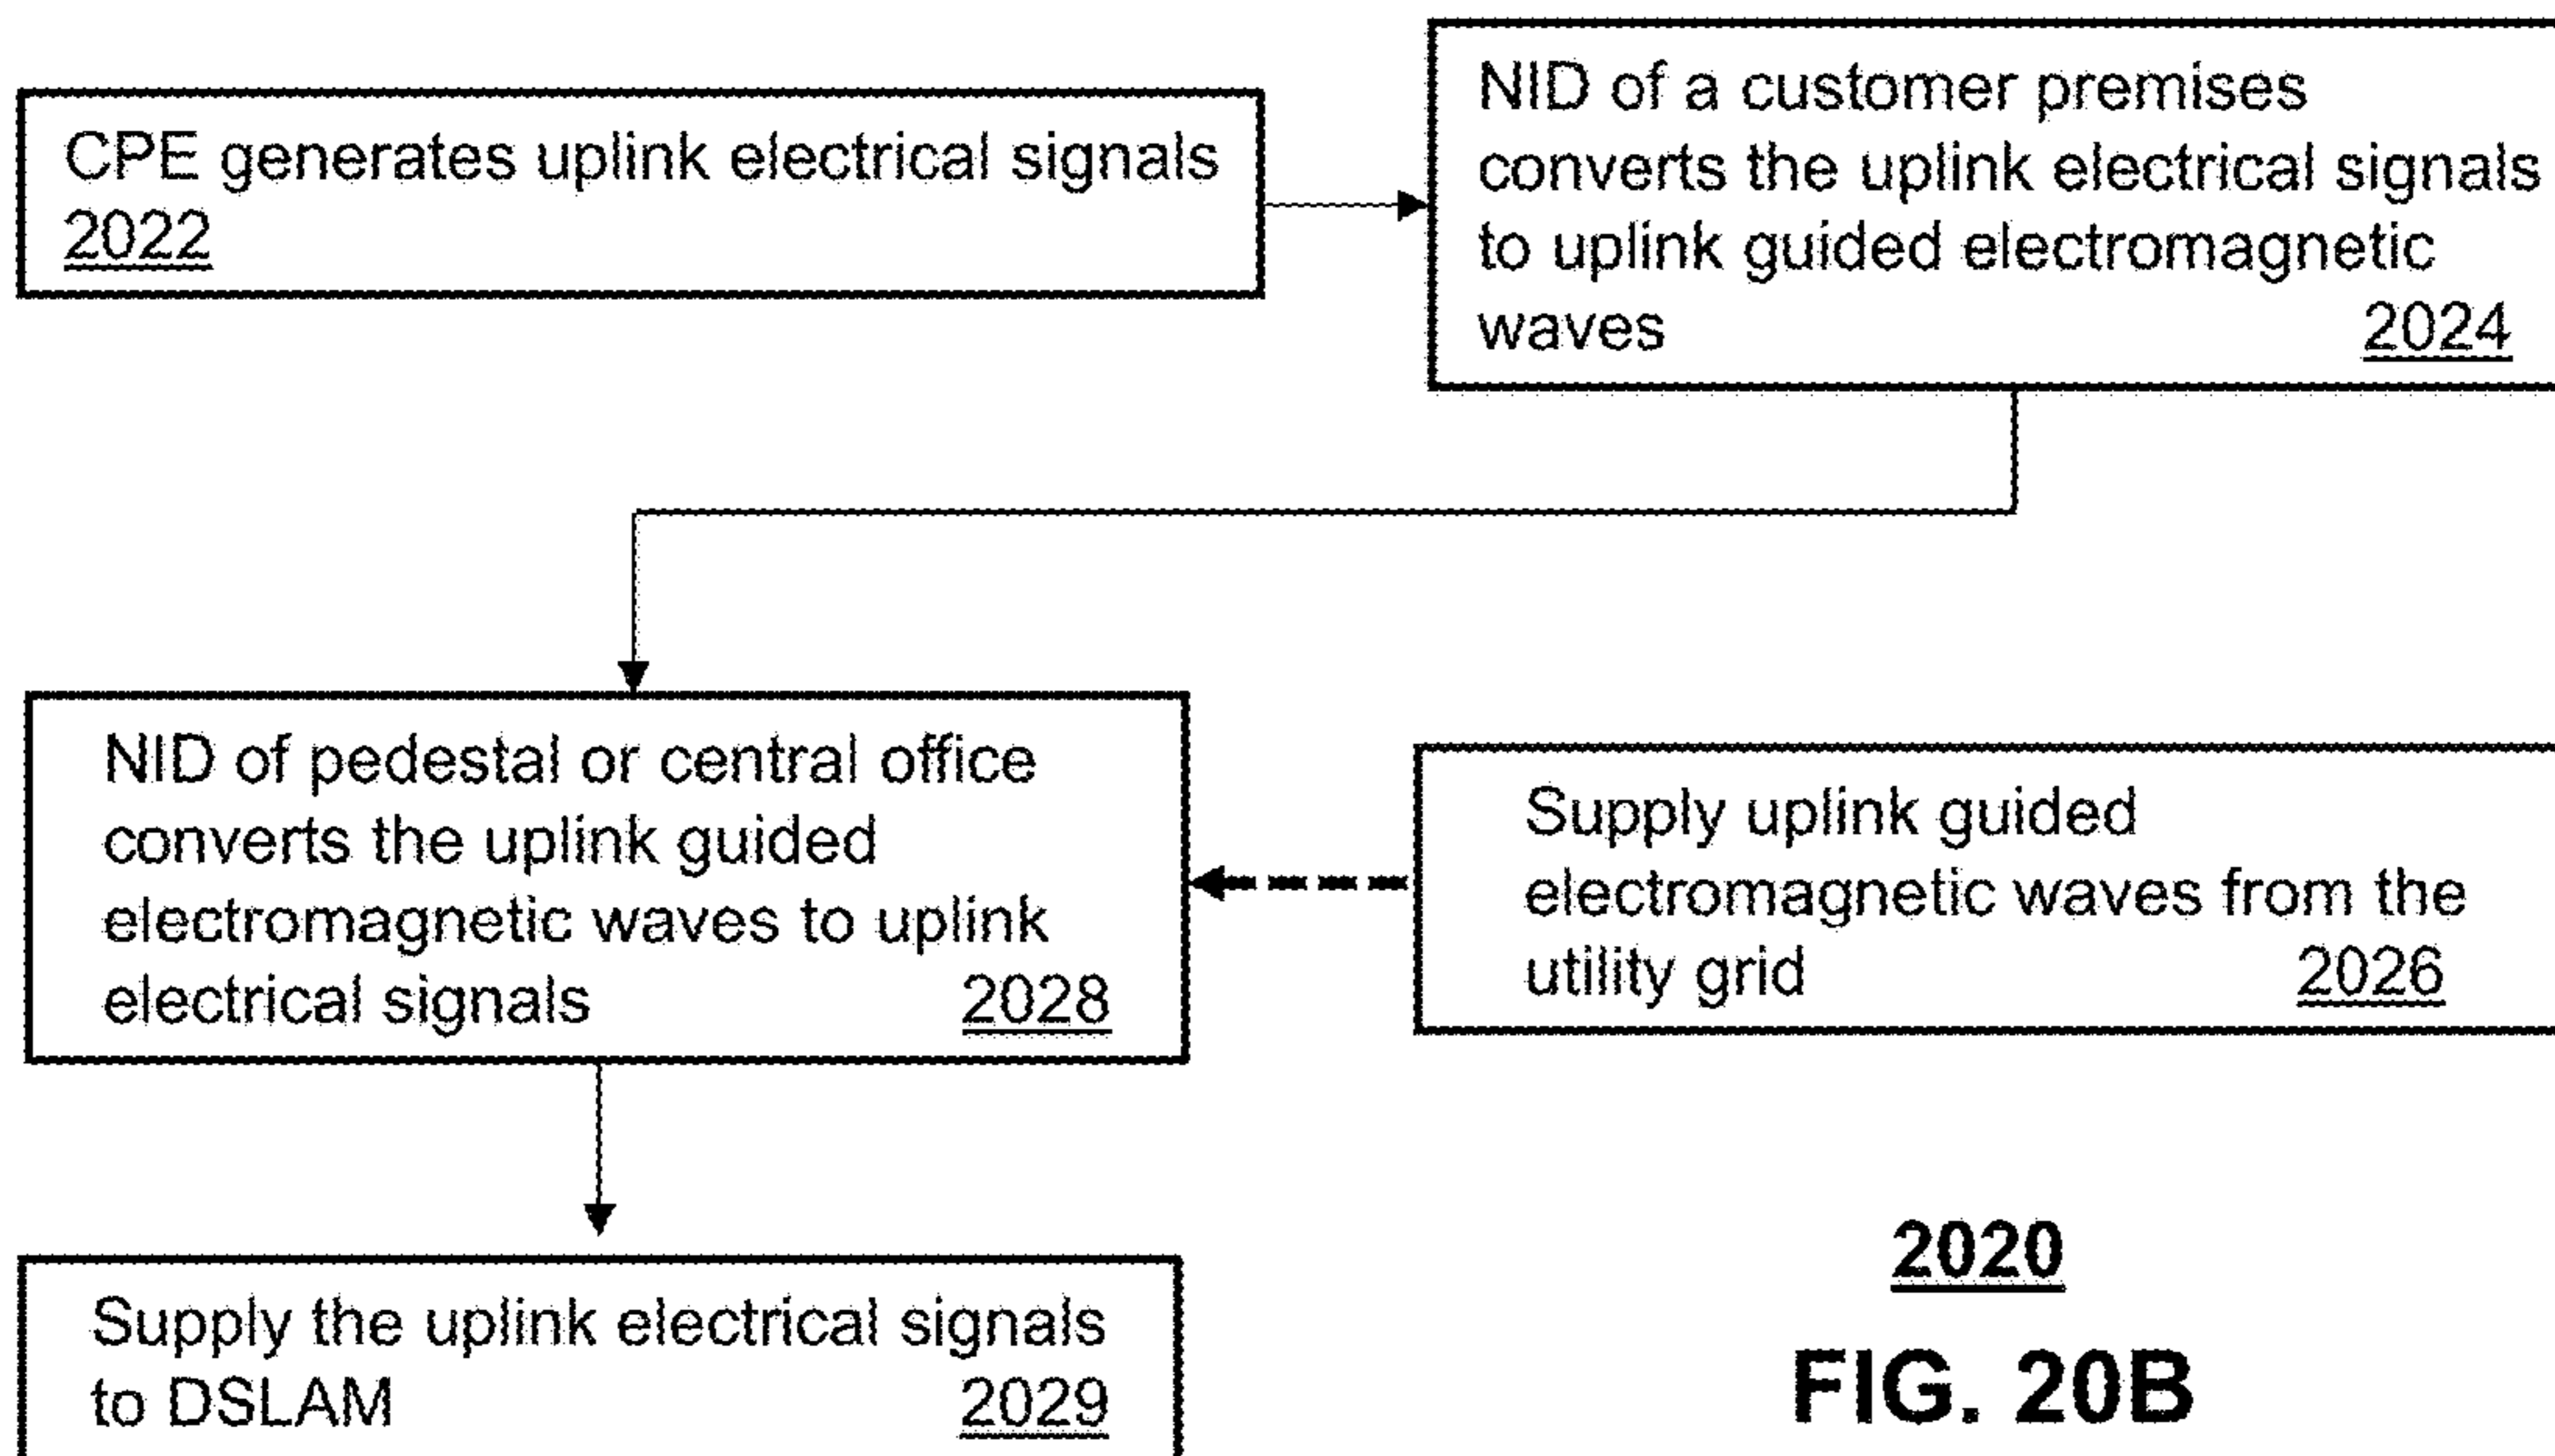 CPE generates uplink electrical signals
2022
NID of a customer premises
converts the uplink electrical signals
to uplink guided electromagnetic
waves 2024
NID of pedestal or central office
converts the uplink guided
electromagnetic waves to uplink
electrical signals 2028
Supply uplink guided
electromagnetic waves from the
utility grid 2026
Supply the uplink electrical signals
to DSLAM 2029
2020
FIG. 20B